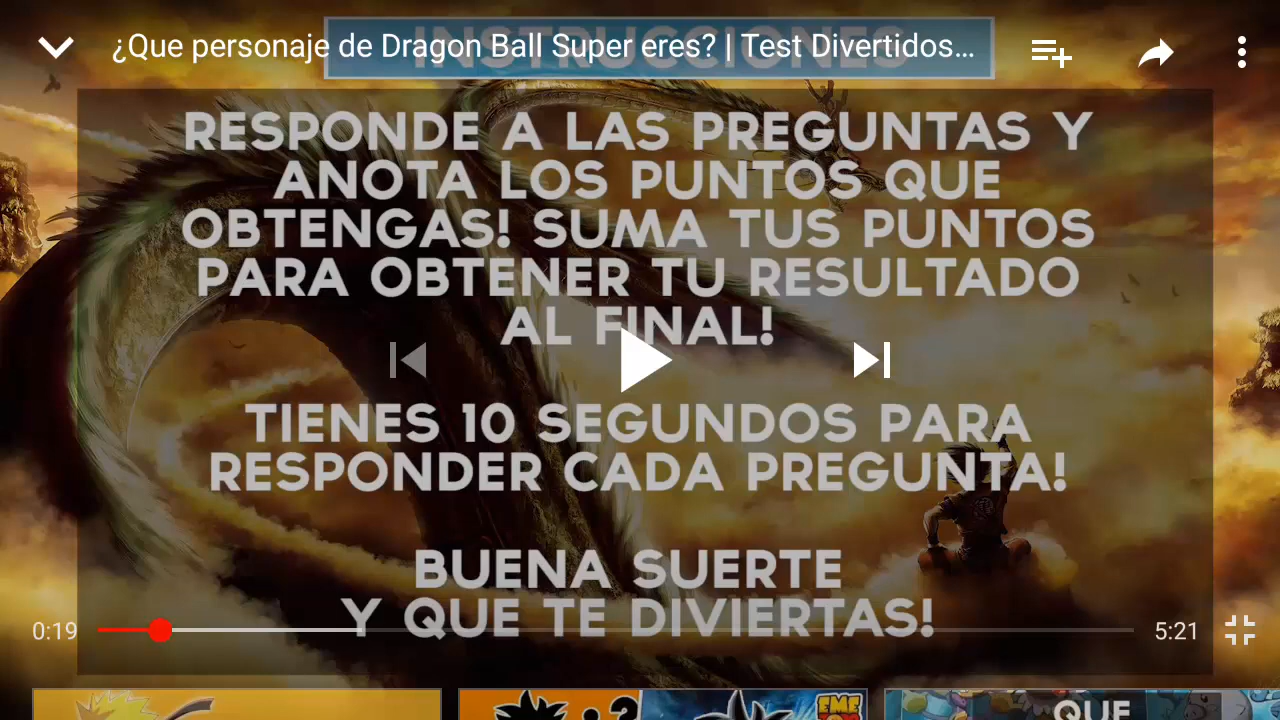 ¿Que personaje de Dragon Ball Super eres? | Test Divertidos...
INSTRUCCIONES
RESPONDE A LAS PREGUNTAS Y
ANOTA LOS PUNTOS QUE
OBTENGAS! SUMA TUS PUNTOS
PARA OBTENER TU RESULTADO
AL FINAL!
TIENES 10 SEGUNDOS PARA
RESPONDER CADA PREGUNTA!
BUENA SUERTE
Y QUE TE DIVIERTAS!
0:19
5:21
QUE